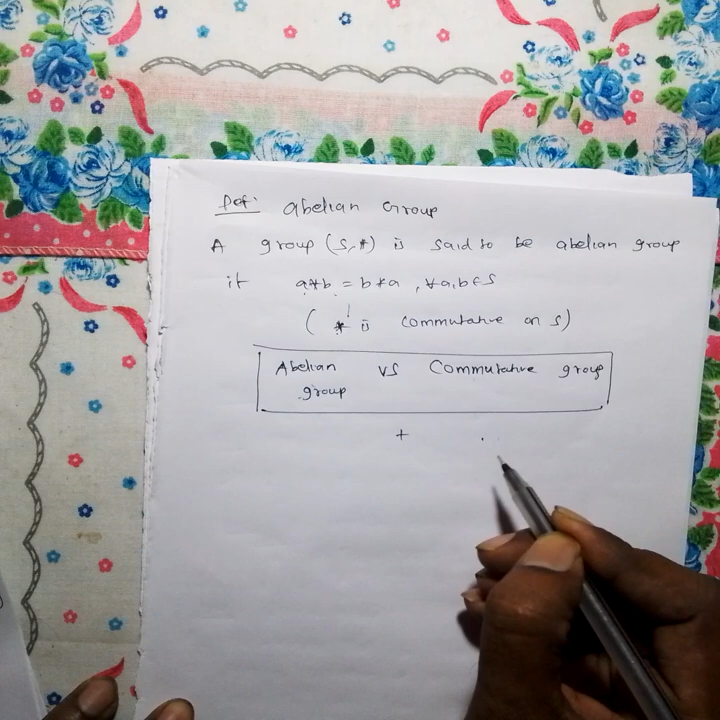 Def: Abelian Group
A group (S,*) is said to be abelian group
if a*b = b*a, ∀a,b∈S
( * is commutative on S)
Abelian vs Commutative group
group
+ .